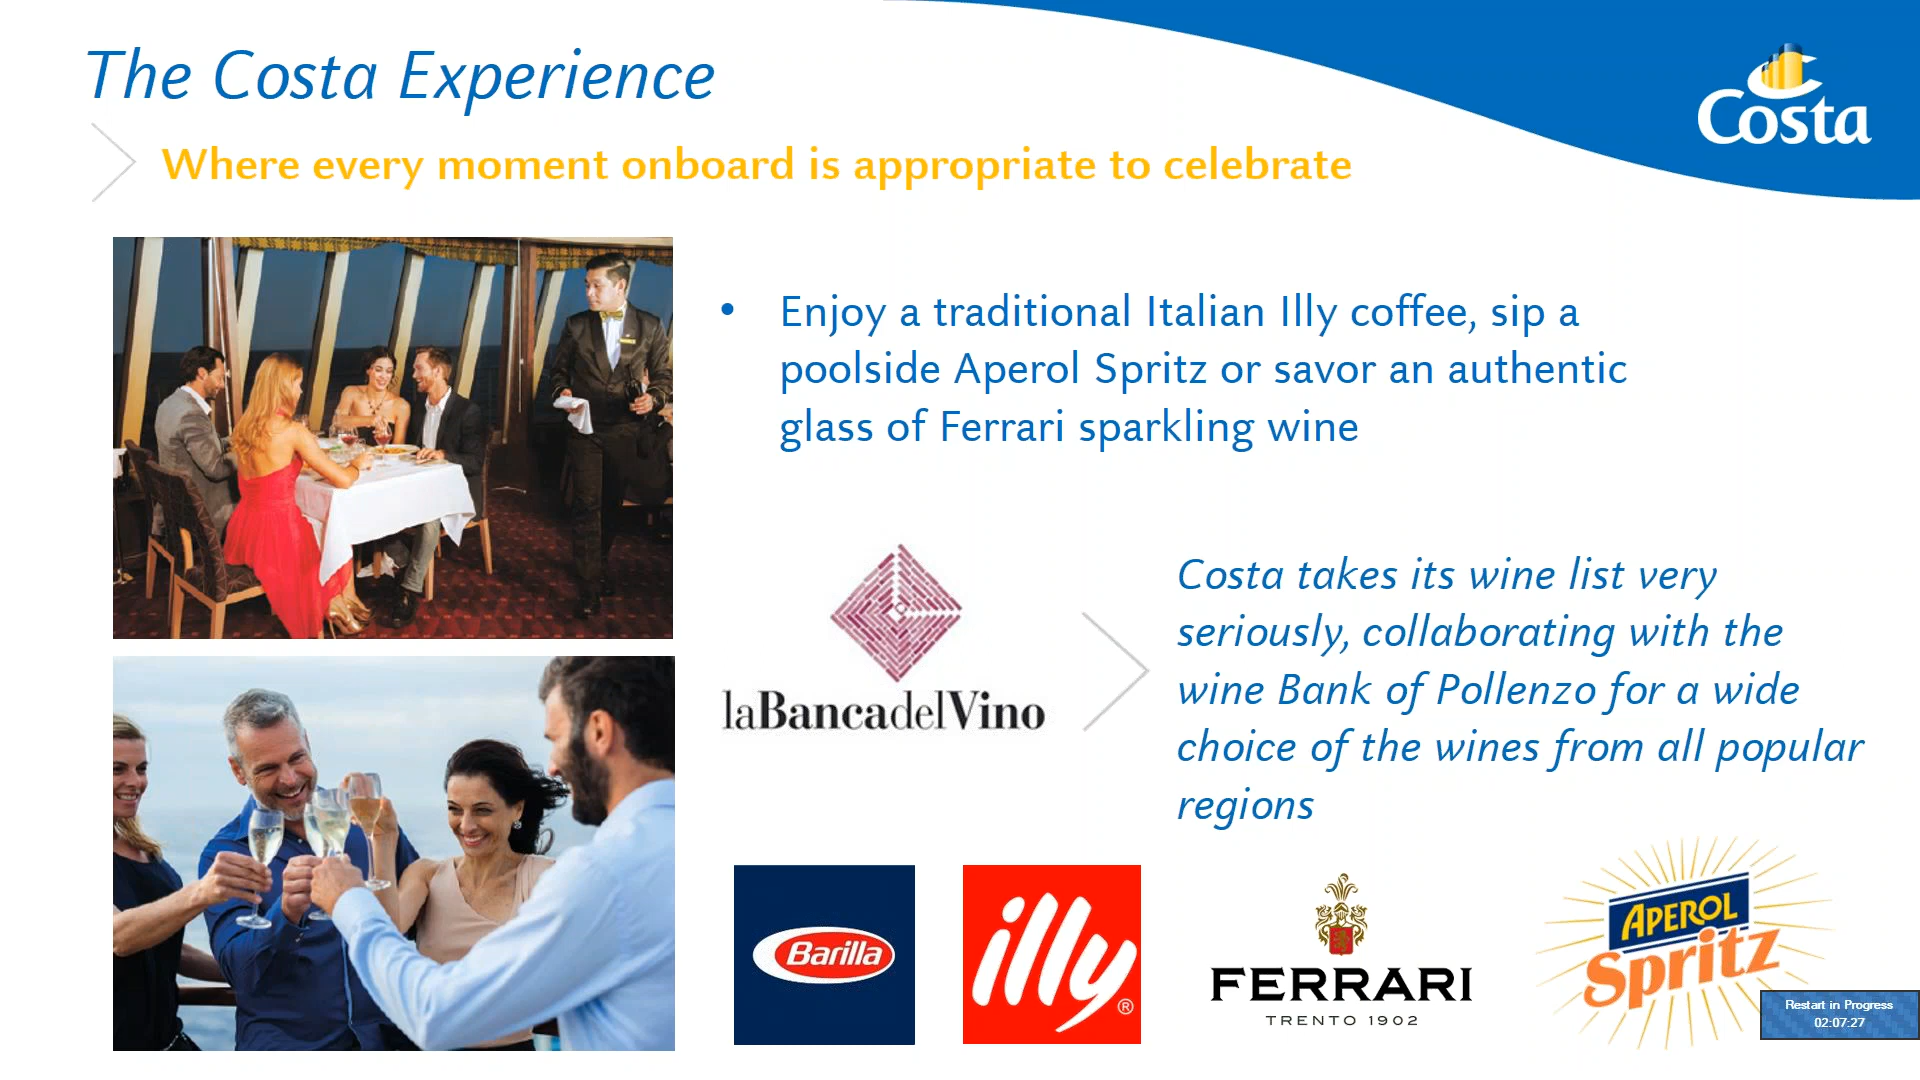 The Costa Experience
Costa
Where every moment onboard is appropriate to celebrate
• Enjoy a traditional Italian Illy coffee, sip a
poolside Aperol Spritz or savor an authentic
glass of Ferrari sparkling wine
laBancadelVino
Costa takes its wine list very
seriously, collaborating with the
wine Bank of Pollenzo for a wide
choice of the wines from all popular
regions
Barilla
illy®
FERRARI
TRENTO 1902
APEROL
Spritz
Restart in Progress
02:07:27